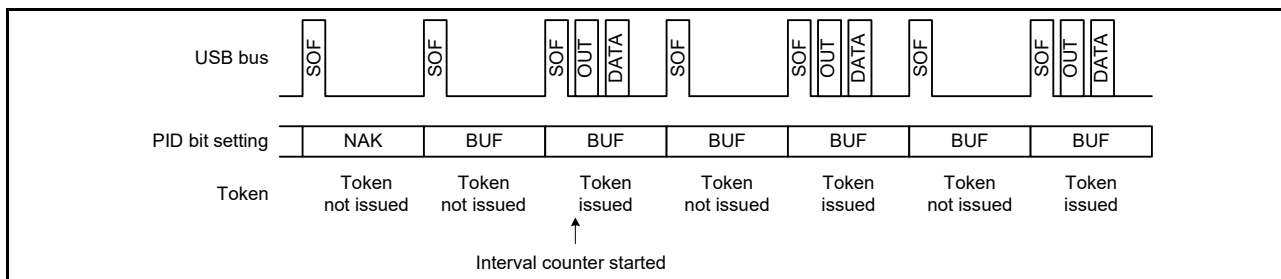 USB bus
SOF SOF SOF OUT DATA SOF SOF OUT DATA SOF SOF OUT DATA
PID bit setting NAK BUF BUF BUF BUF BUF BUF
Token
Token Token Token Token Token Token Token
not issued not issued issued not issued issued not issued issued
Interval counter started